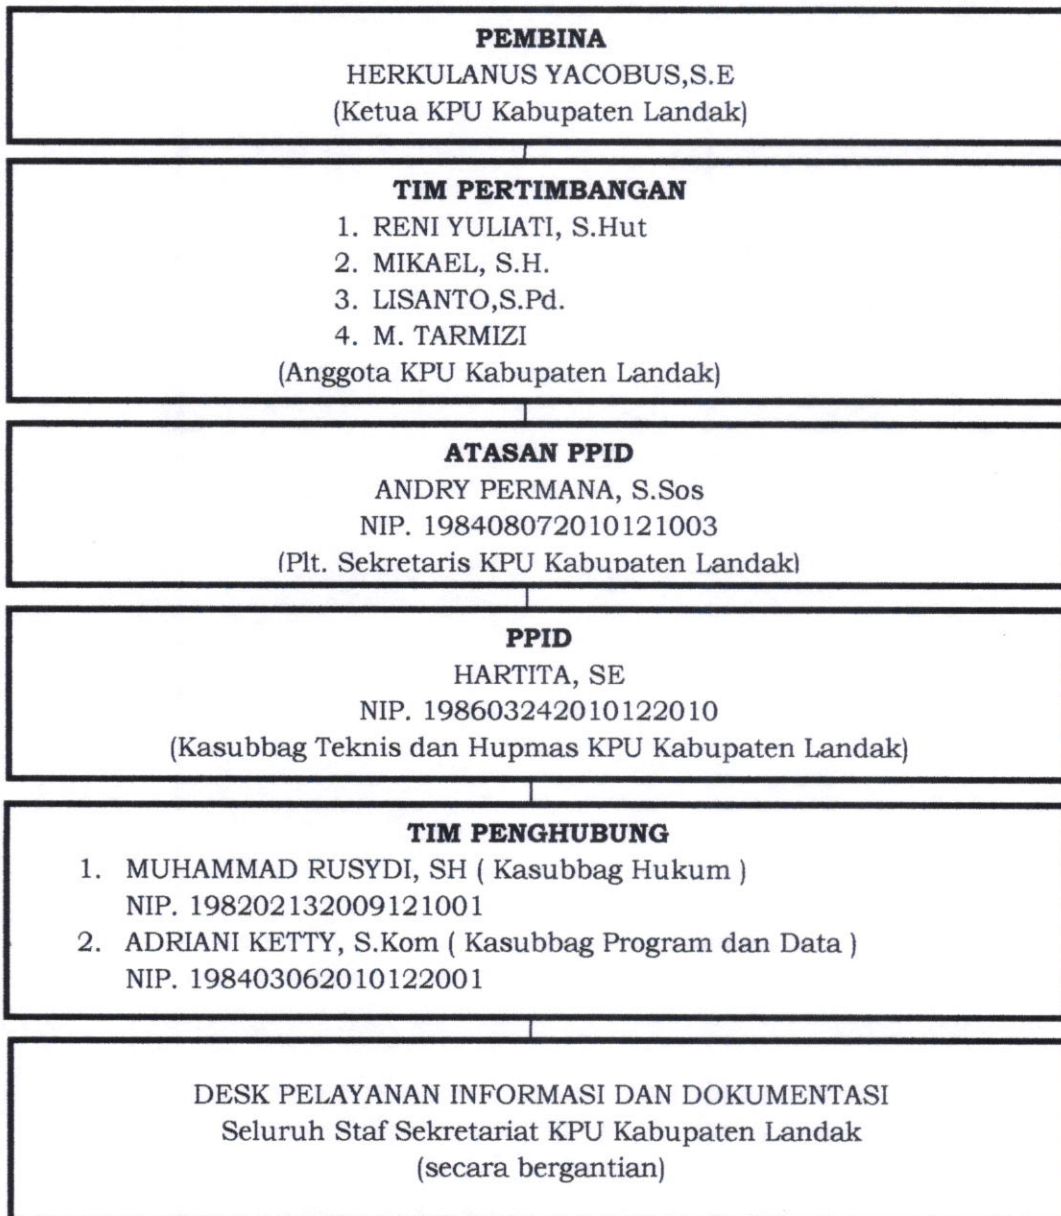 PEMBINA
HERKULANUS YACOBUS,S.E
(Ketua KPU Kabupaten Landak)
TIM PERTIMBANGAN
1. RENI YULIATI, S.Hut
2. MIKAEL, S.H.
3. LISANTO,S.Pd.
4. M. TARMIZI
(Anggota KPU Kabupaten Landak)
ATASAN PPID
ANDRY PERMANA, S.Sos
NIP. 198408072010121003
(Plt. Sekretaris KPU Kabupaten Landak)
PPID
HARTITA, SE
NIP. 198603242010122010
(Kasubbag Teknis dan Hupmas KPU Kabupaten Landak)
TIM PENGHUBUNG
1. MUHAMMAD RUSYDI, SH ( Kasubbag Hukum )
NIP. 198202132009121001
2. ADRIANI KETTY, S.Kom ( Kasubbag Program dan Data )
NIP. 198403062010122001
DESK PELAYANAN INFORMASI DAN DOKUMENTASI
Seluruh Staf Sekretariat KPU Kabupaten Landak
(secara bergantian)